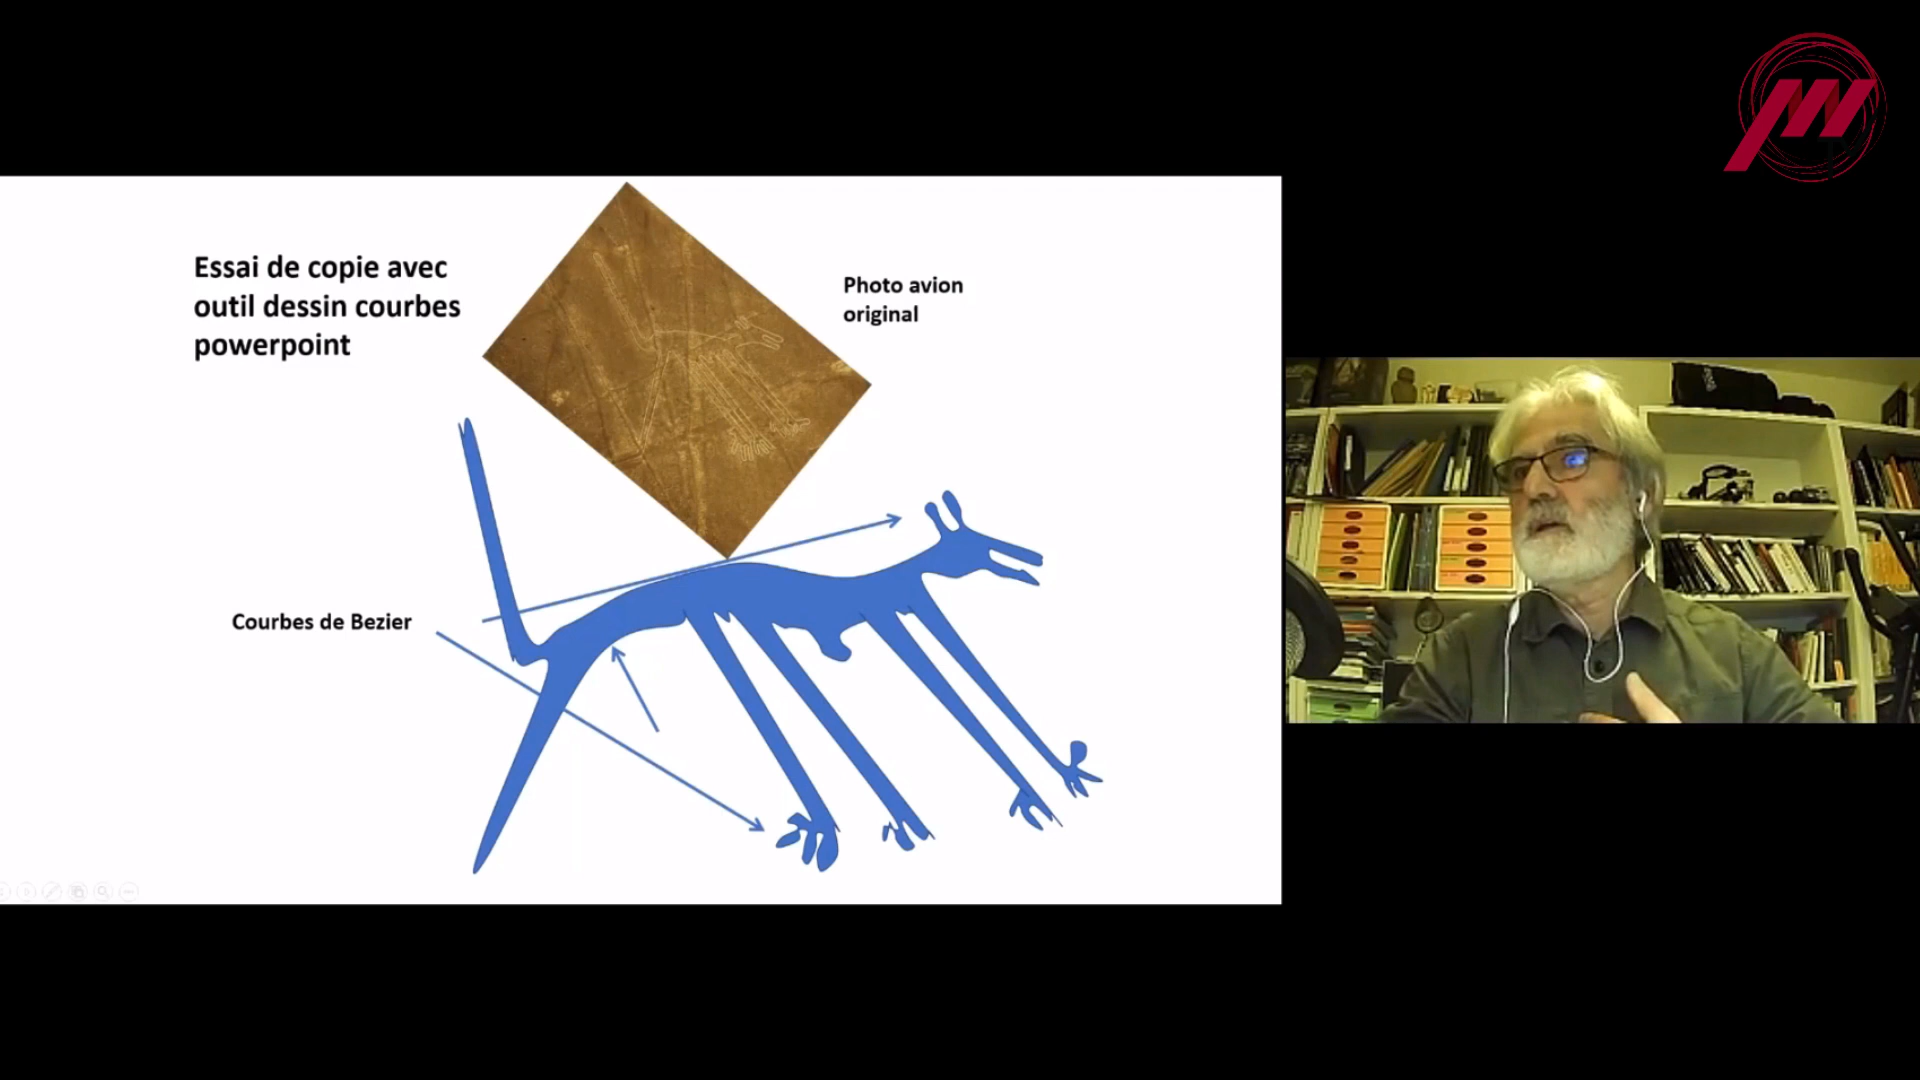 Essai de copie avec
outil dessin courbes
powerpoint
Photo avion
original
Courbes de Bezier